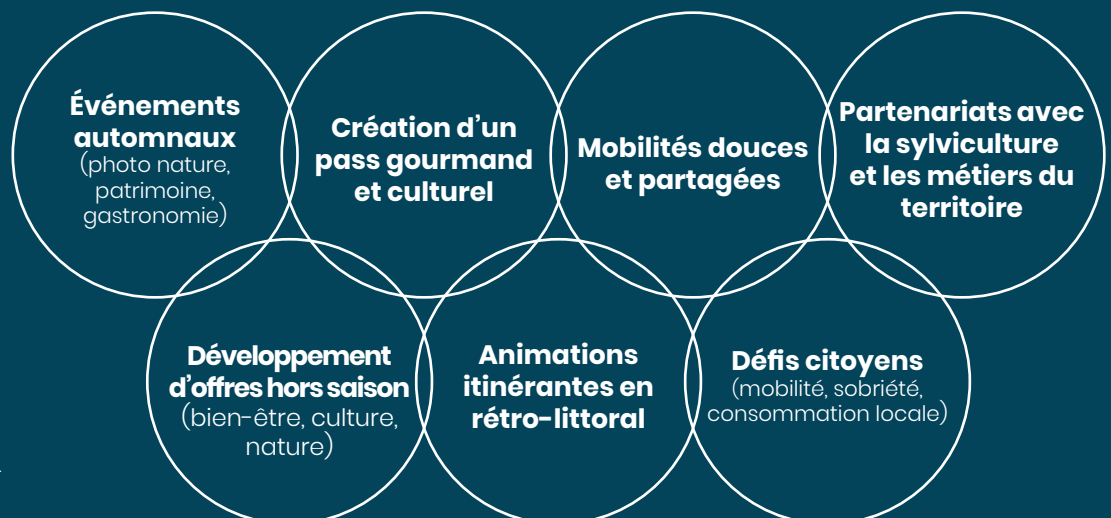 Événements
automnaux
(photo nature,
patrimoine,
gastronomie)
Création d’un
pass gourmand
et culturel
Mobilités douces
et partagées
Partenariats avec
la sylviculture
et les métiers du
territoire
Développement
d’offres hors saison
(bien-être, culture,
nature)
Animations
itinérantes en
rétro-littoral
Défis citoyens
(mobilité, sobriété,
consommation locale)